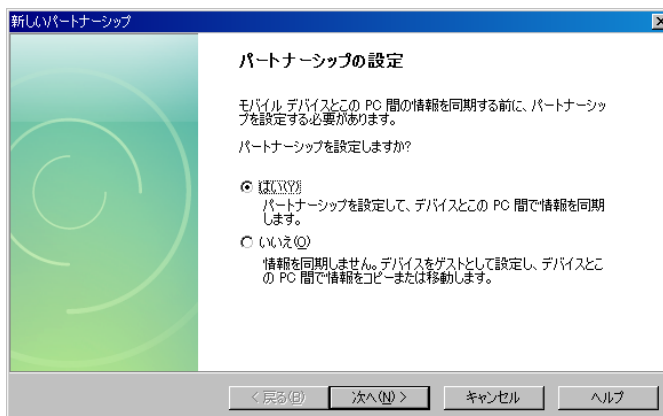 新しいパートナーシップ
パートナーシップの設定
モバイル デバイスとこの PC 間の情報を同期する前に、パートナーシッ
プを設定する必要があります。
パートナーシップを設定しますか?
はい(Y)
パートナーシップを設定して、デバイスとこの PC 間で情報を同期
します。
いいえ(O)
情報を同期しません。デバイスをゲストとして設定し、デバイスとこ
の PC 間で情報をコピーまたは移動します。
< 戻る(B)
次へ(N) >
キャンセル
ヘルプ